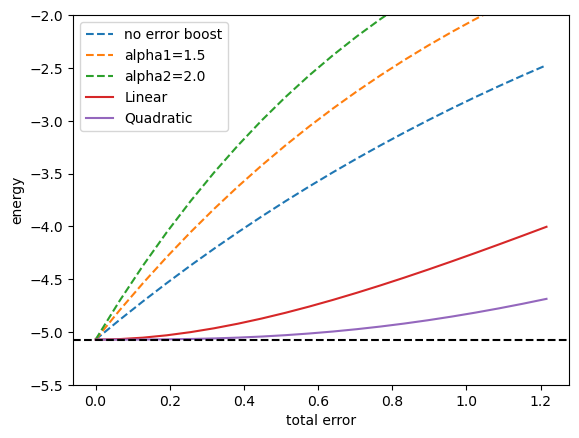 no error boost
alpha1=1.5
alpha2=2.0
Linear
Quadratic
energy
−2.0
−2.5
−3.0
−3.5
−4.0
−4.5
−5.0
−5.5
0.0 0.2 0.4 0.6 0.8 1.0 1.2
total error